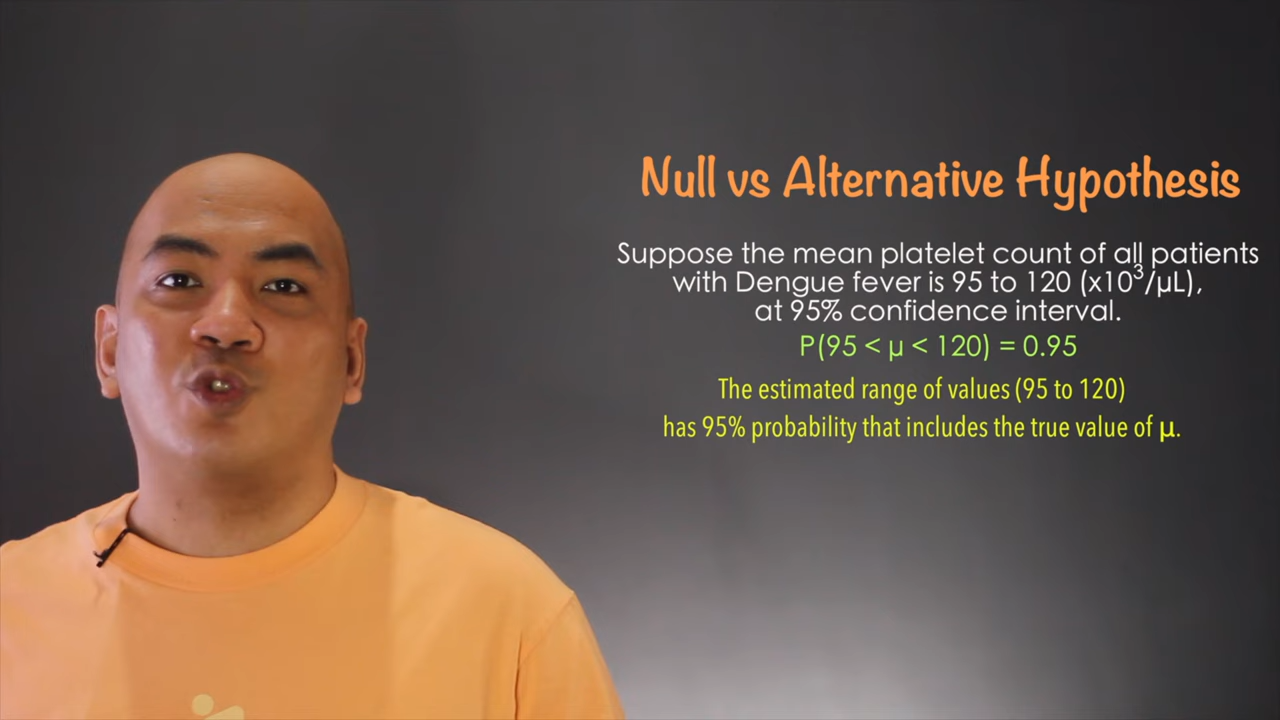 Null vs Alternative Hypothesis
Suppose the mean platelet count of all patients
with Dengue fever is 95 to 120 (x10³/µL),
at 95% confidence interval.
P(95 < µ < 120) = 0.95
The estimated range of values (95 to 120)
has 95% probability that includes the true value of µ.